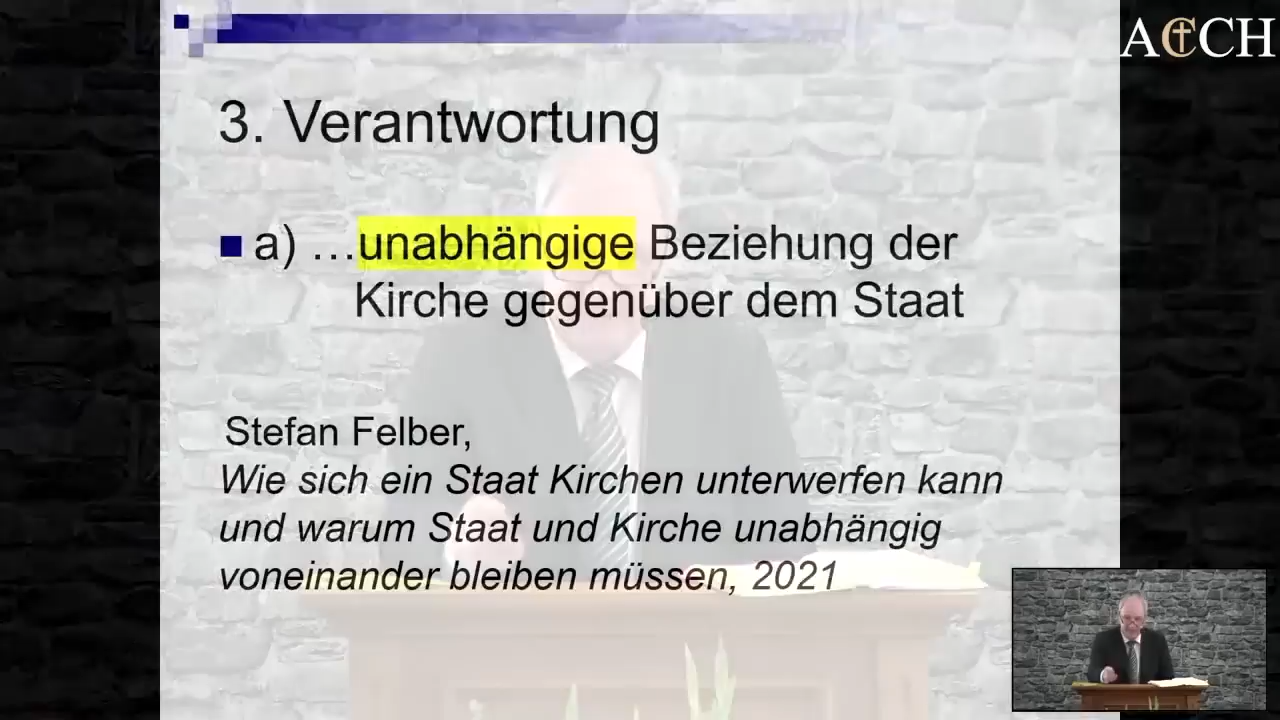 ACCH
3. Verantwortung
a) …unabhängige Beziehung der
Kirche gegenüber dem Staat
Stefan Felber,
Wie sich ein Staat Kirchen unterwerfen kann
und warum Staat und Kirche unabhängig
voneinander bleiben müssen, 2021